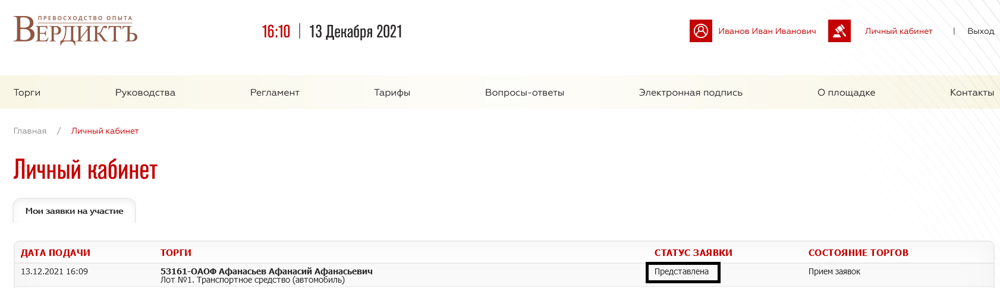 ПРЕВОСХОДСТВО ОПЫТА
ВЕРДИКТЪ
16:10 | 13 Декабря 2021
Иванов Иван Иванович Личный кабинет | Выход
Торги Руководства Регламент Тарифы Вопросы-ответы Электронная подпись О площадке Контакты
Главная / Личный кабинет
Личный кабинет
Мои заявки на участие
ДАТА ПОДАЧИ ТОРГИ СТАТУС ЗАЯВКИ СОСТОЯНИЕ ТОРГОВ
13.12.2021 16:09 53161-ОАОФ Афанасьев Афанасий Афанасьевич Представлена Прием заявок
Лот №1. Транспортное средство (автомобиль)